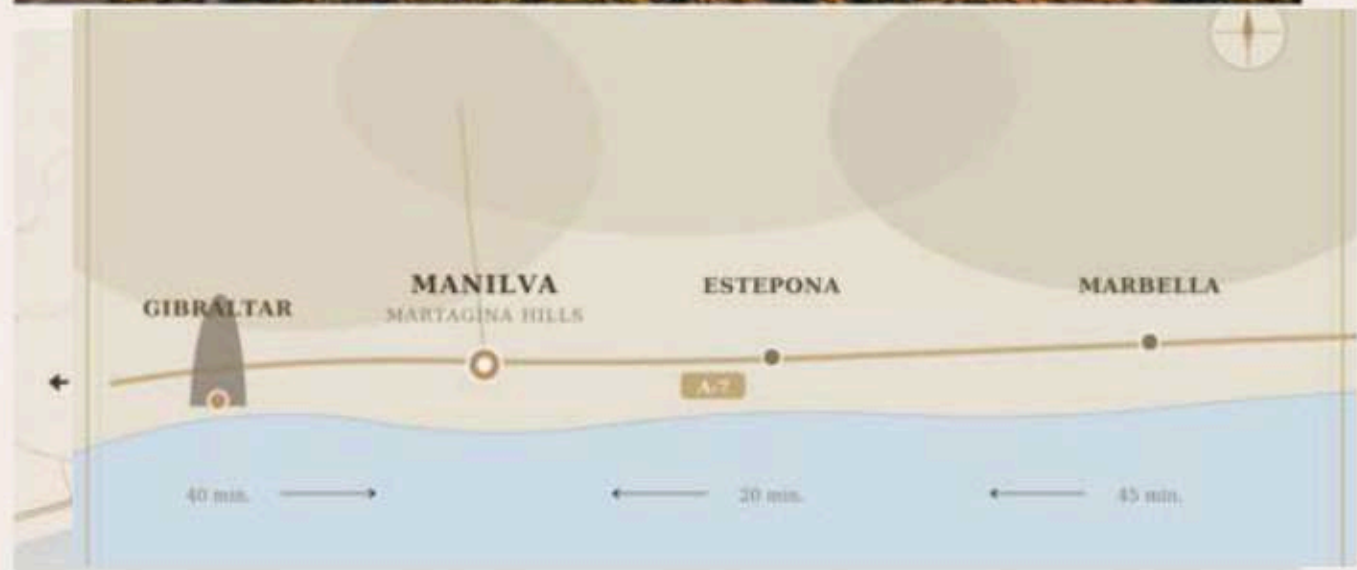 MANILVA
ESTEPONA
MARBELLA
GIBRALTAR
MARTAGINA HILLS
A-7
40 min.
20 min.
45 min.